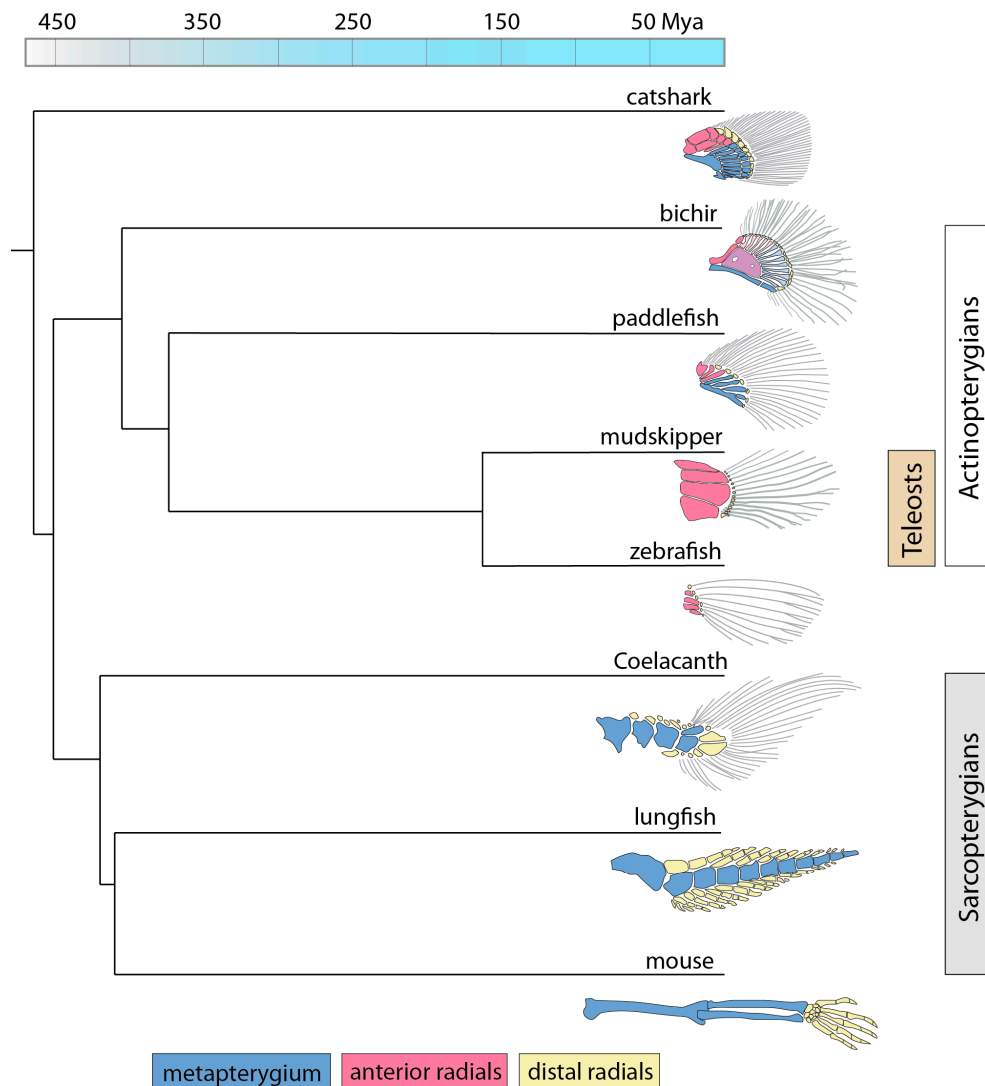 450 350 250 150 50 Mya
catshark
bichir
paddlefish
mudskipper
zebrafish
Coelacanth
lungfish
mouse
Teleosts
Actinopterygians
Sarcopterygians
metapterygium anterior radials distal radials